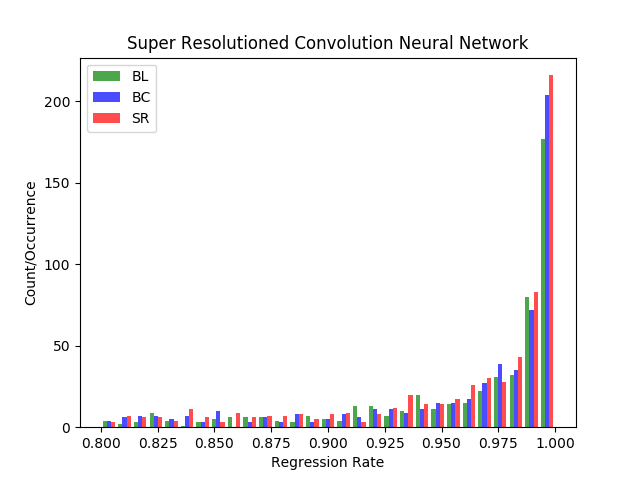 Super Resolutioned Convolution Neural Network
BL
BC
SR
Count/Occurrence
200
150
100
50
0
0.800 0.825 0.850 0.875 0.900 0.925 0.950 0.975 1.000
Regression Rate